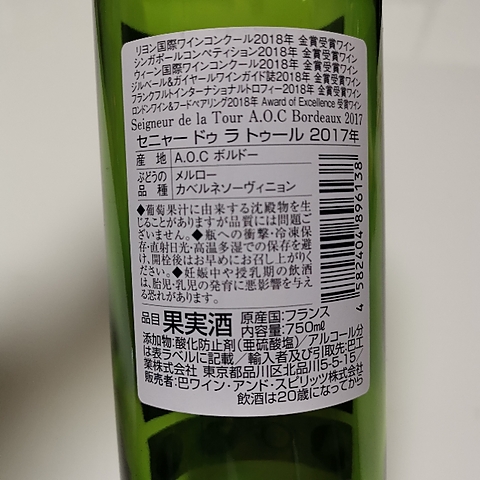 リヨン国際ワインコンクール2018年 金賞受賞ワイン
シンガポールコンペティション2018年 金賞受賞ワイン
ウィーン国際ワインコンクール2018年 金賞受賞ワイン
ジルベール&ガイヤールワインガイド誌2018年 金賞受賞ワイン
フランクフルトインターナショナルトロフィー2018年 金賞受賞ワイン
ロンドンワイン&フードペアリング2018年 Award of Excellence 受賞ワイン
Seigneur de la Tour A.O.C Bordeaux 2017
セニャー ドゥ ラ トゥール 2017年
産地 A.O.C ボルドー
ぶどうの品種 メルロー
カベルネソーヴィニョン
◆葡萄果汁に由来する沈殿物を生
じることがありますが品質には問題ご
ざいません。◆瓶への衝撃・冷凍保
存・直射日光・高温多湿での保存を避
け、開栓後はお早めにお召し上がりく
ださい。◆妊娠中や授乳期の飲酒
は、胎児・乳児の発育に悪影響を与え
る恐れがあります。
4 582404 896138
品目 果実酒 原産国:フランス
内容量:750mℓ
添加物:酸化防止剤(亜硫酸塩)/アルコール分
は表ラベルに記載/輸入者及び引取先:巴工
業株式会社 東京都品川区北品川5-5-15/
販売者:巴ワイン・アンド・スピリッツ株式会社
飲酒は20歳になってから